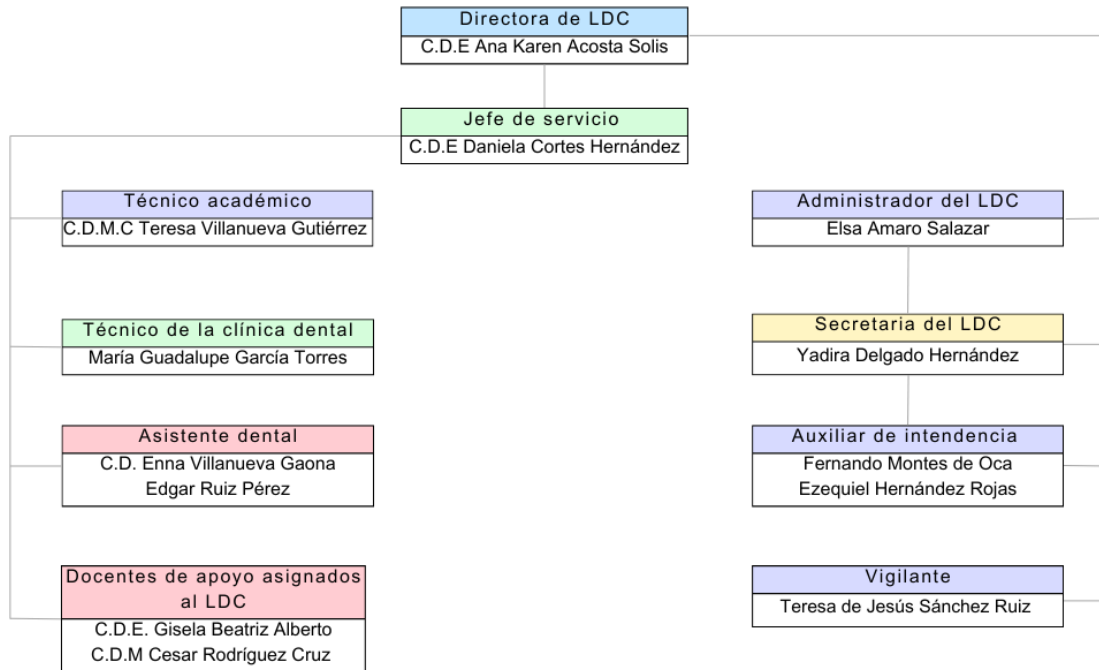 Directora de LDC
C.D.E Ana Karen Acosta Solis
Jefe de servicio
C.D.E Daniela Cortes Hernández
Técnico académico
C.D.M.C Teresa Villanueva Gutiérrez
Técnico de la clínica dental
María Guadalupe García Torres
Asistente dental
C.D. Enna Villanueva Gaona
Edgar Ruiz Pérez
Docentes de apoyo asignados
al LDC
C.D.E. Gisela Beatriz Alberto
C.D.M Cesar Rodríguez Cruz
Administrador del LDC
Elsa Amaro Salazar
Secretaria del LDC
Yadira Delgado Hernández
Auxiliar de intendencia
Fernando Montes de Oca
Ezequiel Hernández Rojas
Vigilante
Teresa de Jesús Sánchez Ruiz